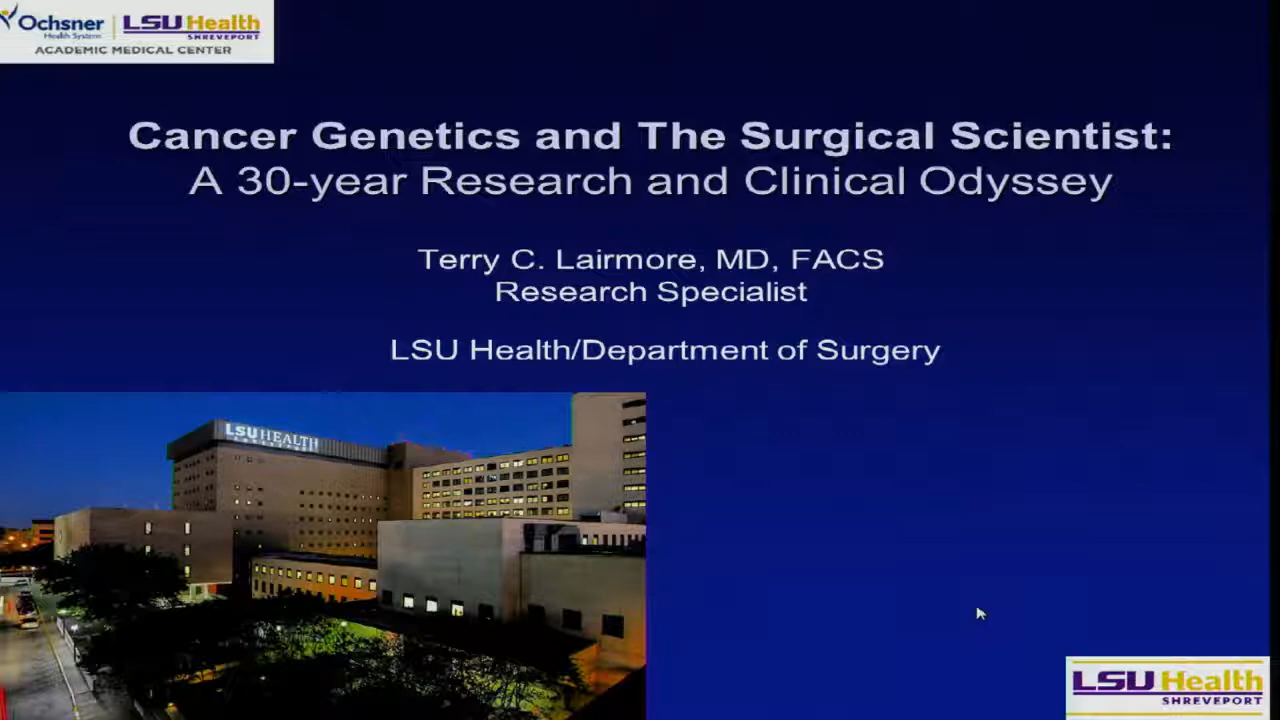 Ochsner LSU Health
Health System SHREVEPORT
ACADEMIC MEDICAL CENTER
Cancer Genetics and The Surgical Scientist:
A 30-year Research and Clinical Odyssey
Terry C. Lairmore, MD, FACS
Research Specialist
LSU Health/Department of Surgery
LSU HEALTH
LSU Health
SHREVEPORT